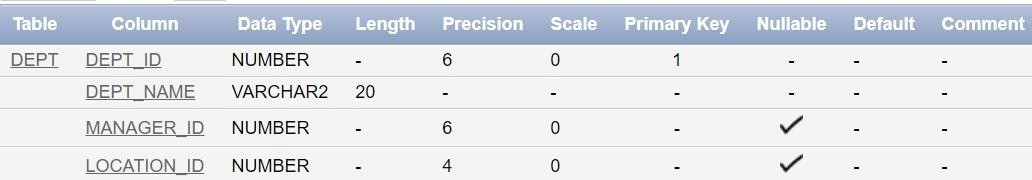 Table Column Data Type Length Precision Scale Primary Key Nullable Default Comment
DEPT DEPT_ID NUMBER - 6 0 1 - - -
DEPT_NAME VARCHAR2 20 - - - - - -
MANAGER_ID NUMBER - 6 0 - ✓ - -
LOCATION_ID NUMBER - 4 0 - ✓ - -